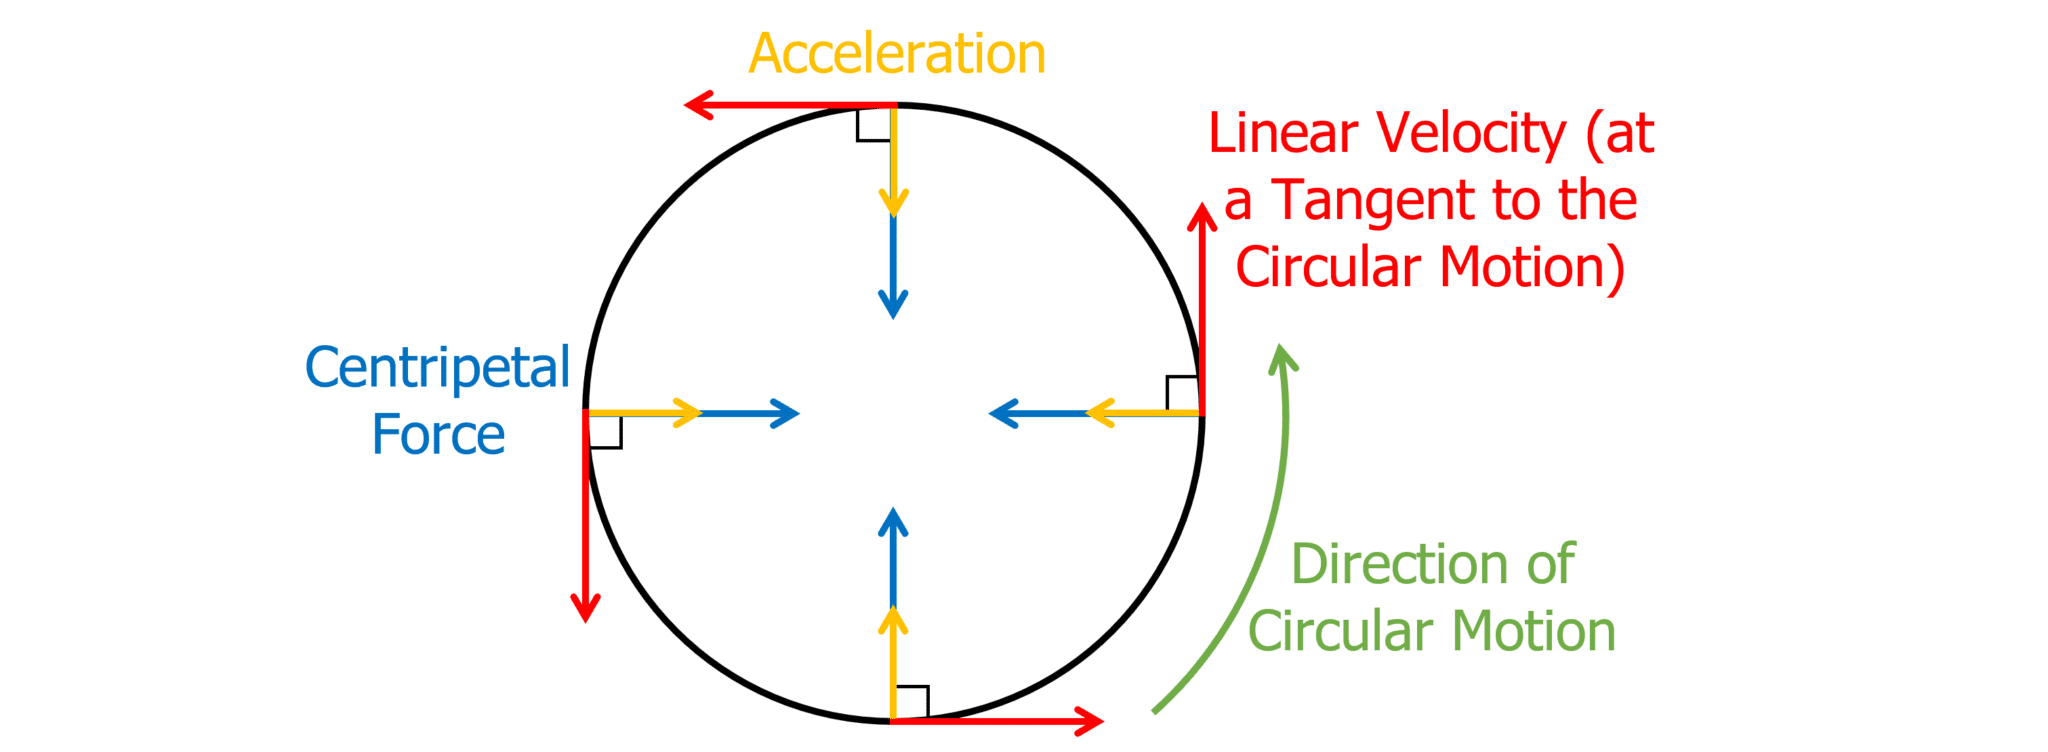 Acceleration
Linear Velocity (at
a Tangent to the
Circular Motion)
Centripetal
Force
Direction of
Circular Motion